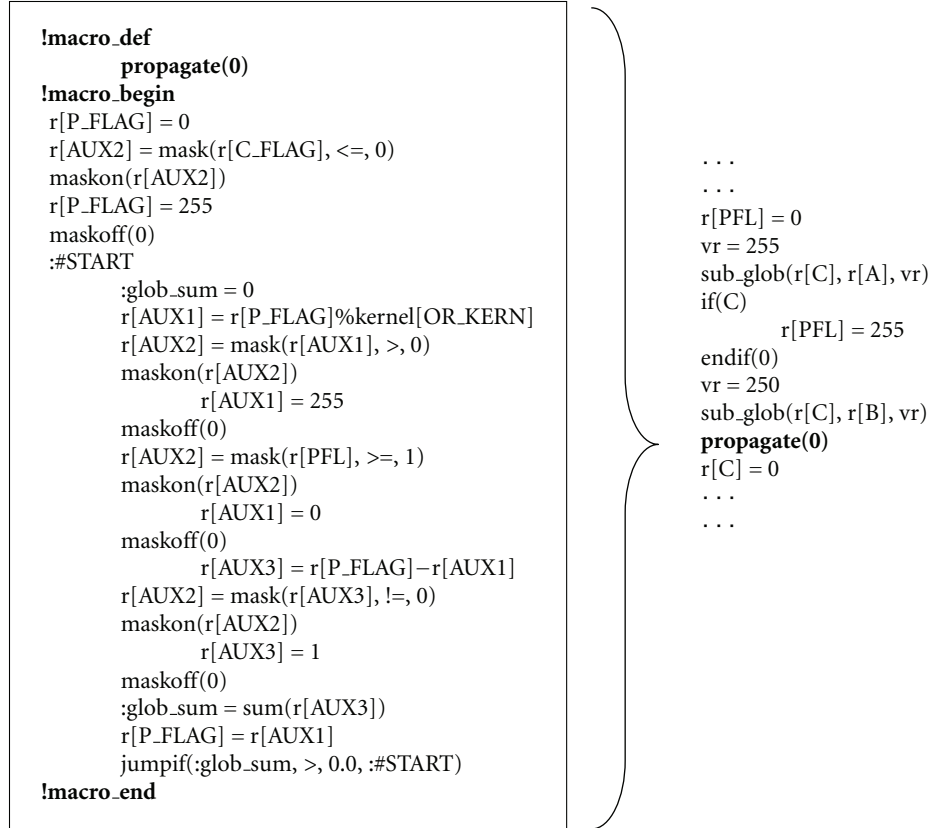 !macro_def
propagate(0)
!macro_begin
r[P_FLAG] = 0
r[AUX2] = mask(r[C_FLAG], <=, 0)
maskon(r[AUX2])
r[P_FLAG] = 255
maskoff(0)
:#START
:glob_sum = 0
r[AUX1] = r[P_FLAG]%kernel[OR_KERN]
r[AUX2] = mask(r[AUX1], >, 0)
maskon(r[AUX2])
r[AUX1] = 255
maskoff(0)
r[AUX2] = mask(r[PFL], >=, 1)
maskon(r[AUX2])
r[AUX1] = 0
maskoff(0)
r[AUX3] = r[P_FLAG]−r[AUX1]
r[AUX2] = mask(r[AUX3], !=, 0)
maskon(r[AUX2])
r[AUX3] = 1
maskoff(0)
:glob_sum = sum(r[AUX3])
r[P_FLAG] = r[AUX1]
jumpif(:glob_sum, >, 0.0, :#START)
!macro_end
. . .
. . .
r[PFL] = 0
vr = 255
sub_glob(r[C], r[A], vr)
if(C)
r[PFL] = 255
endif(0)
vr = 250
sub_glob(r[C], r[B], vr)
propagate(0)
r[C] = 0
. . .
. . .